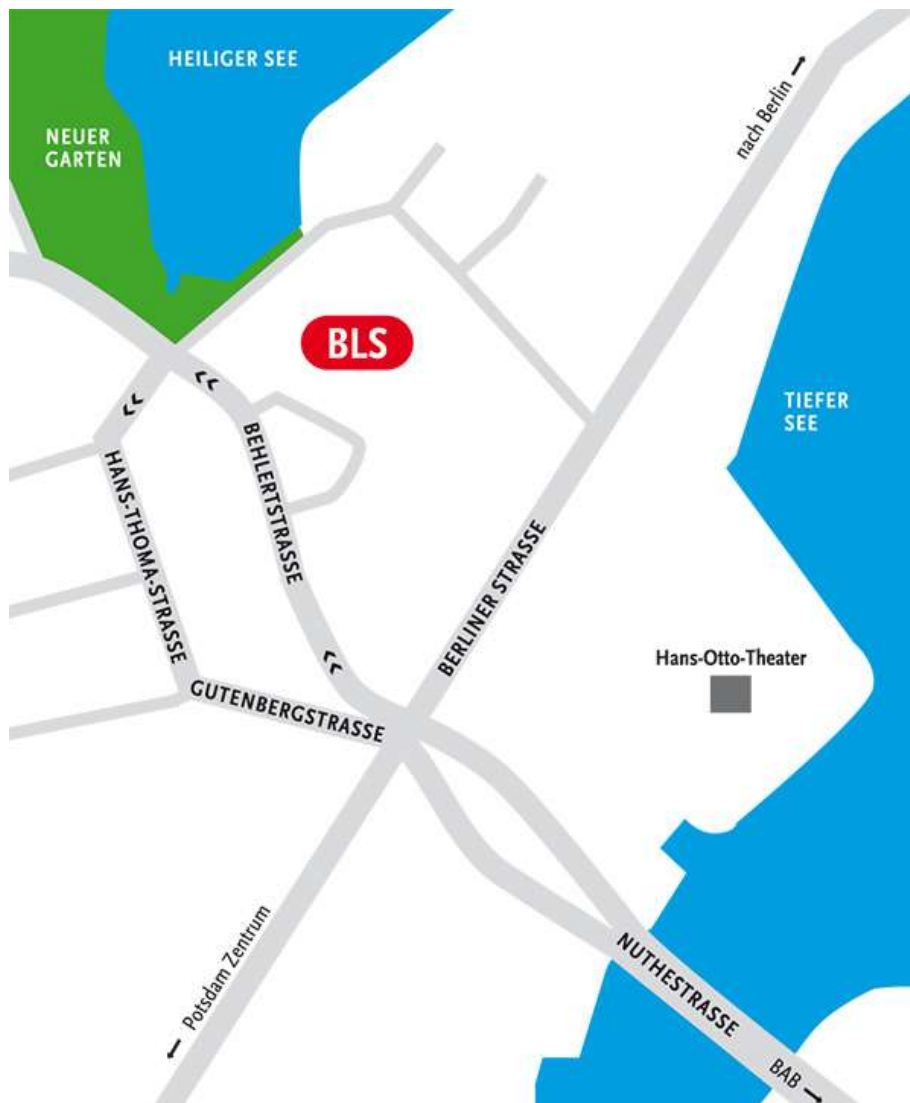 HEILIGER SEE
nach Berlin
NEUER
GARTEN
BLS
TIEFER
SEE
BEHLERTSTRASSE
HANS-THOMA-STRASSE
BERLINER STRASSE
Hans-Otto-Theater
GUTENBERGSTRASSE
Potsdam Zentrum
NUTHESTRASSE
BAB